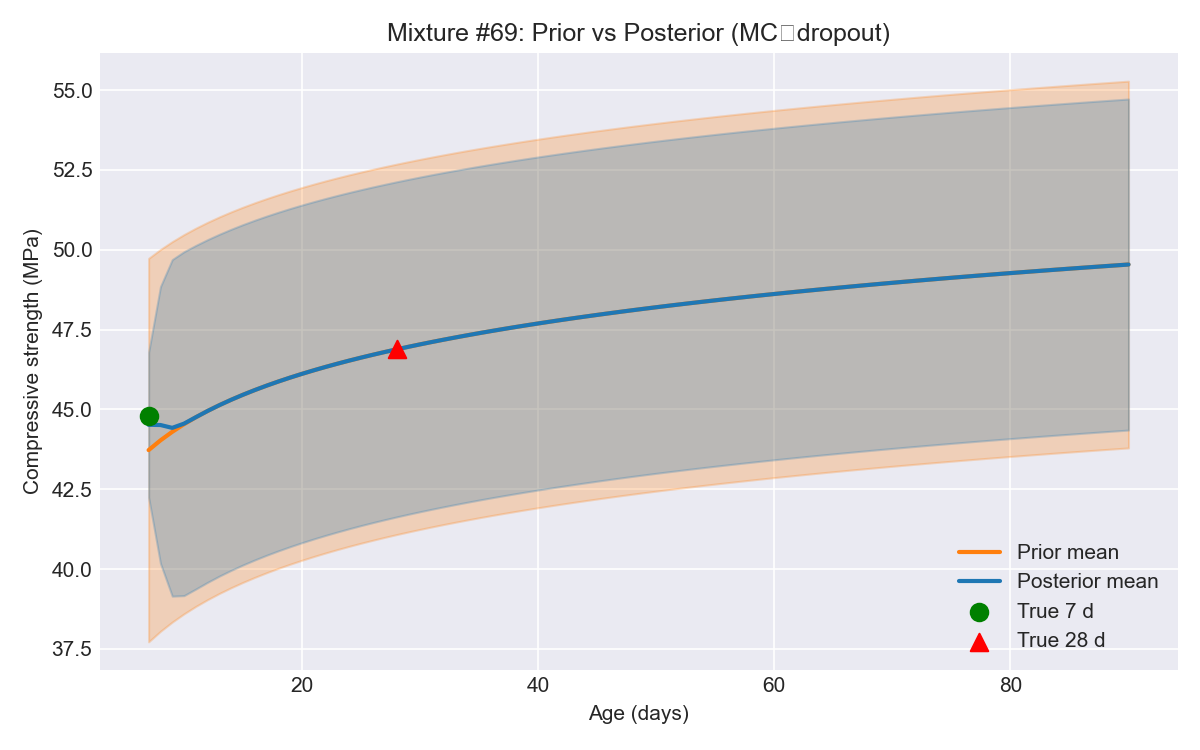 Mixture #69: Prior vs Posterior (MC□dropout)
55.0
52.5
50.0
47.5
45.0
42.5
40.0
37.5
Compressive strength (MPa)
20 40 60 80
Age (days)
Prior mean
Posterior mean
True 7 d
True 28 d